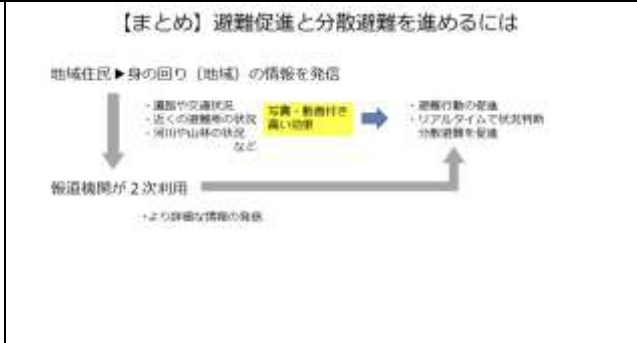 【まとめ】避難促進と分散避難を進めるには
地域住民▶身の回り（地域）の情報を発信
・道路や交通状況
・近くの避難所の状況
・河川や山林の状況
など
写真・動画付き
高い効果
・避難行動の促進
・リアルタイムで状況判断
分散避難を促進
報道機関が２次利用
・より詳細な情報の発信